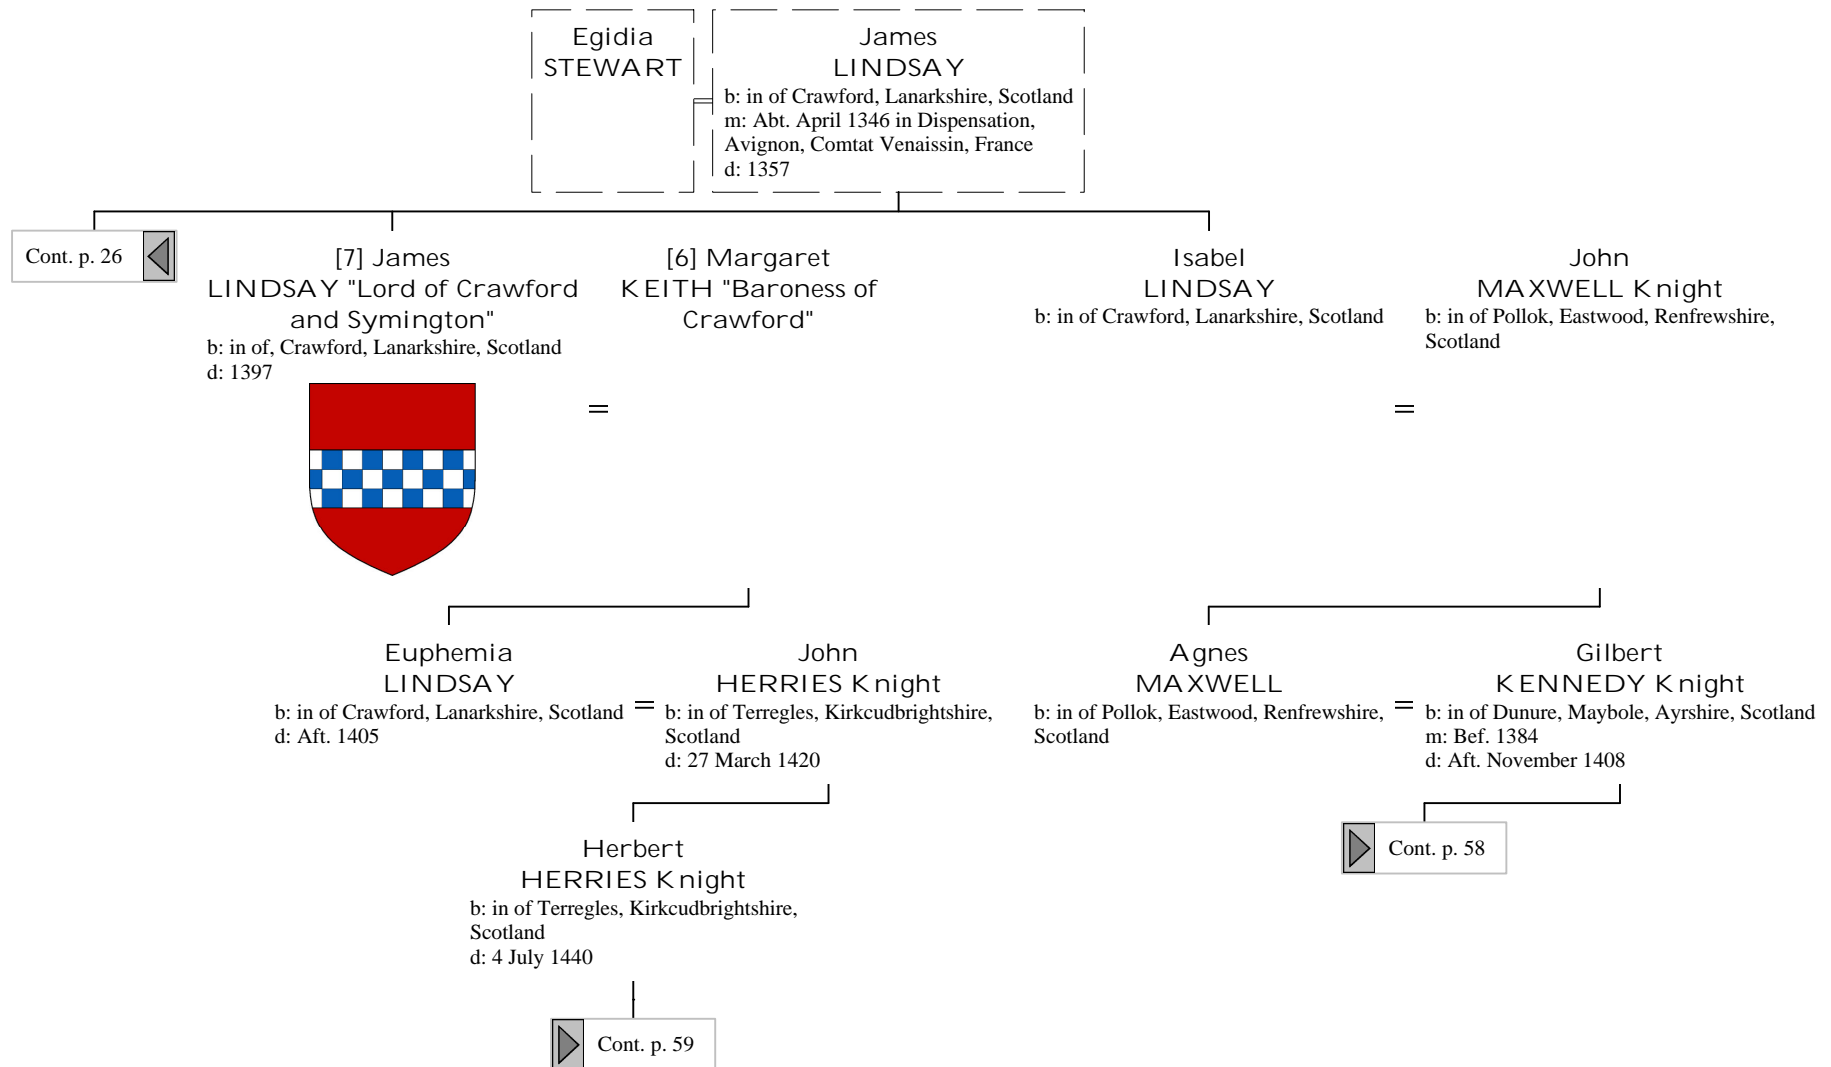 Egidia
STEWART
James
LINDSAY
b: in of Crawford, Lanarkshire, Scotland
m: Abt. April 1346 in Dispensation,
Avignon, Comtat Venaissin, France
d: 1357
Cont. p. 26
[7] James
LINDSAY "Lord of Crawford
and Symington"
b: in of, Crawford, Lanarkshire, Scotland
d: 1397
[6] Margaret
KEITH "Baroness of
Crawford"
Isabel
LINDSAY
b: in of Crawford, Lanarkshire, Scotland
John
MAXWELL Knight
b: in of Pollok, Eastwood, Renfrewshire,
Scotland
=
=
Euphemia
LINDSAY
b: in of Crawford, Lanarkshire, Scotland
d: Aft. 1405
=
John
HERRIES Knight
b: in of Terregles, Kirkcudbrightshire,
Scotland
d: 27 March 1420
Agnes
MAXWELL
b: in of Pollok, Eastwood, Renfrewshire,
Scotland
=
Gilbert
KENNEDY Knight
b: in of Dunure, Maybole, Ayrshire, Scotland
m: Bef. 1384
d: Aft. November 1408
Herbert
HERRIES Knight
b: in of Terregles, Kirkcudbrightshire,
Scotland
d: 4 July 1440
Cont. p. 58
Cont. p. 59